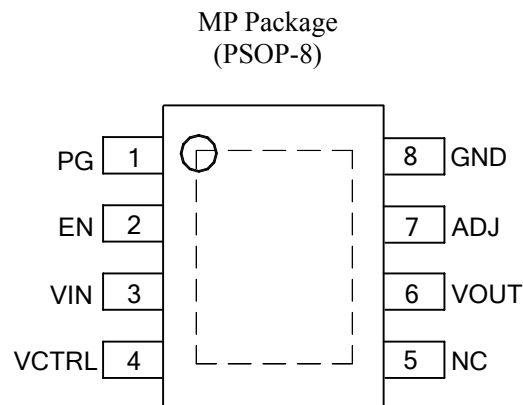 MP Package
(PSOP-8)
PG 1 8 GND
EN 2 7 ADJ
VIN 3 6 VOUT
VCTRL 4 5 NC